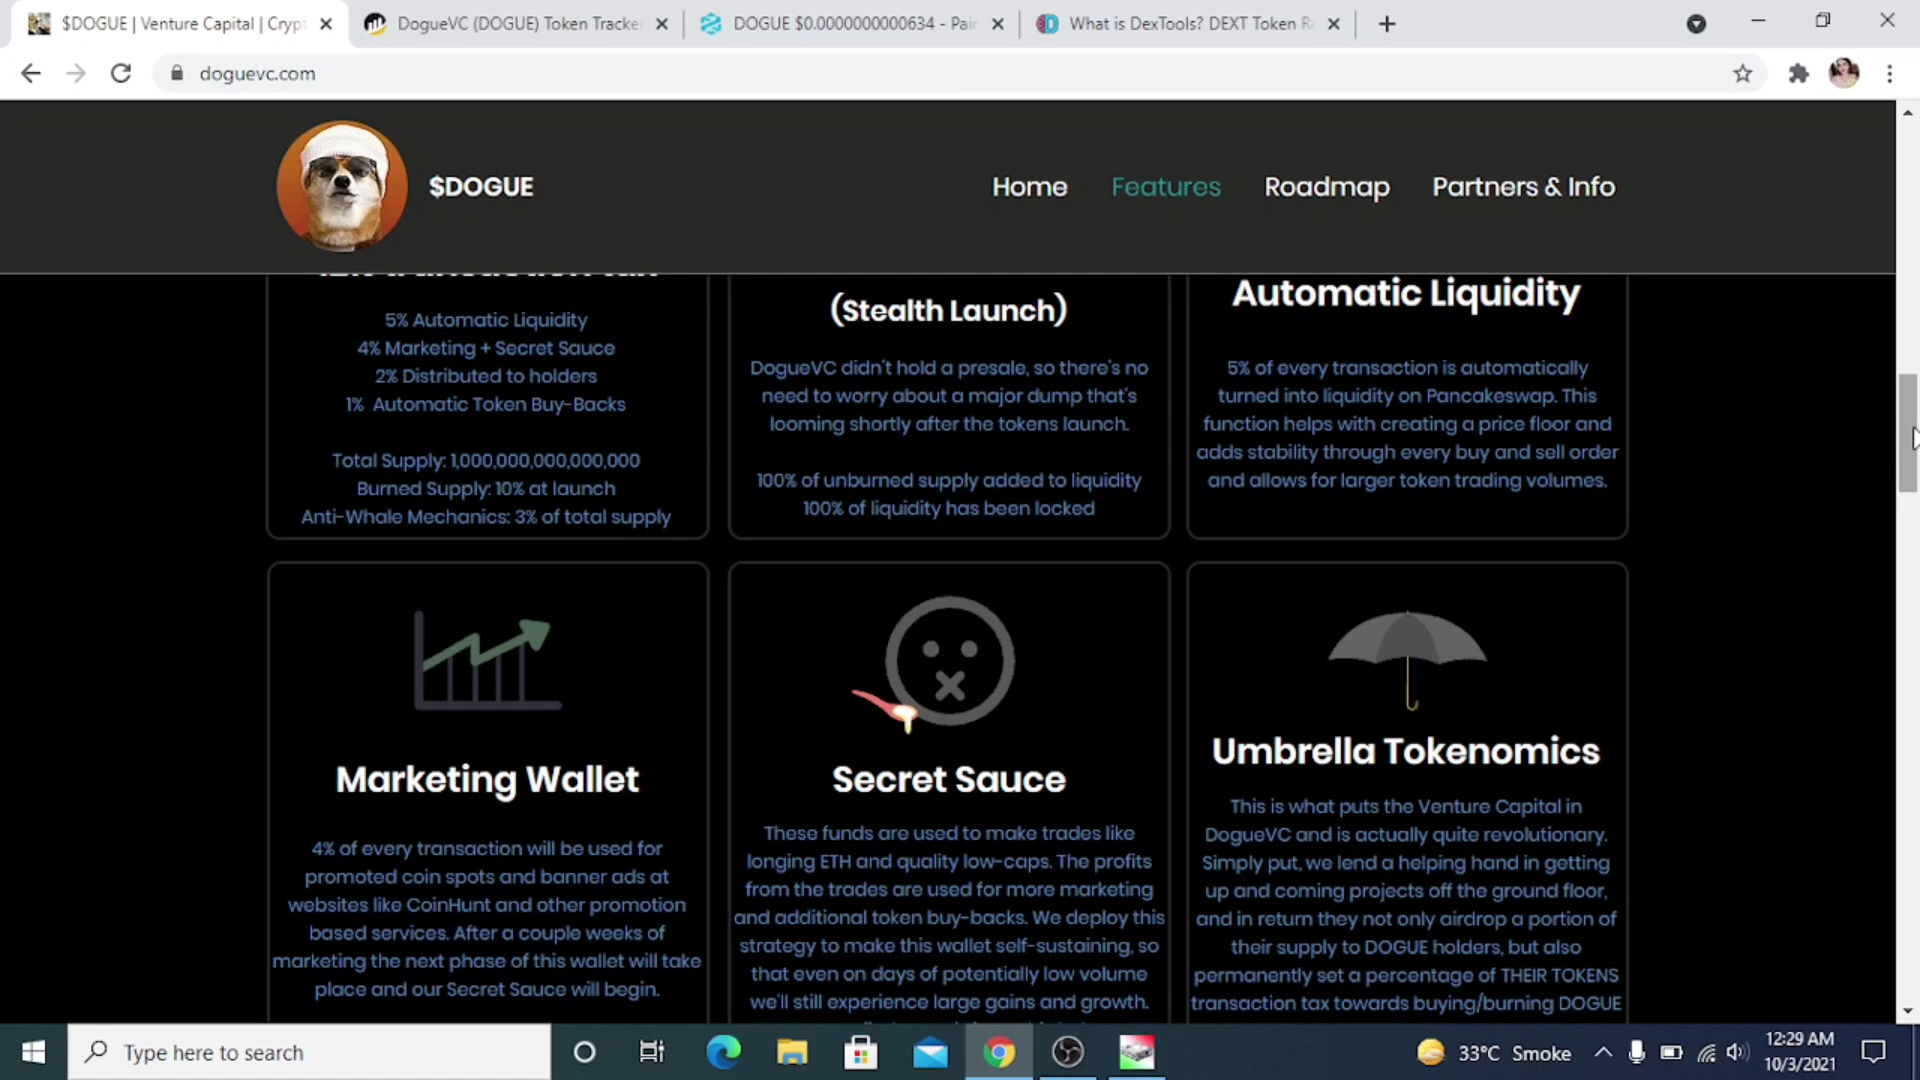 $DOGUE | Venture Capital | Crypt
DogueVC (DOGUE) Token Tracker
DOGUE $0.0000000000634 - Pair
What is DexTools? DEXT Token Re
doguevc.com
$DOGUE
Home
Features
Roadmap
Partners & Info
5% Automatic Liquidity
4% Marketing + Secret Sauce
2% Distributed to holders
1% Automatic Token Buy-Backs
Total Supply: 1,000,000,000,000,000
Burned Supply: 10% at launch
Anti-Whale Mechanics: 3% of total supply
(Stealth Launch)
DogueVC didn't hold a presale, so there's no
need to worry about a major dump that's
looming shortly after the tokens launch.
100% of unburned supply added to liquidity
100% of liquidity has been locked
Automatic Liquidity
5% of every transaction is automatically
turned into liquidity on Pancakeswap. This
function helps with creating a price floor and
adds stability through every buy and sell order
and allows for larger token trading volumes.
Marketing Wallet
4% of every transaction will be used for
promoted coin spots and banner ads at
websites like CoinHunt and other promotion
based services. After a couple weeks of
marketing the next phase of this wallet will take
place and our Secret Sauce will begin.
Secret Sauce
These funds are used to make trades like
longing ETH and quality low-caps. The profits
from the trades are used for more marketing
and additional token buy-backs. We deploy this
strategy to make this wallet self-sustaining, so
that even on days of potentially low volume
we'll still experience large gains and growth.
Umbrella Tokenomics
This is what puts the Venture Capital in
DogueVC and is actually quite revolutionary.
Simply put, we lend a helping hand in getting
up and coming projects off the ground floor,
and in return they not only airdrop a portion of
their supply to DOGUE holders, but also
permanently set a percentage of THEIR TOKENS
transaction tax towards buying/burning DOGUE
Type here to search
33°C Smoke
12:29 AM
10/3/2021